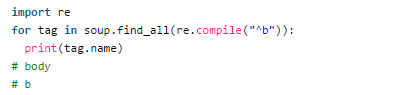 import re
for tag in soup.find_all(re.compile("^b")):
  print(tag.name)
# body
# b